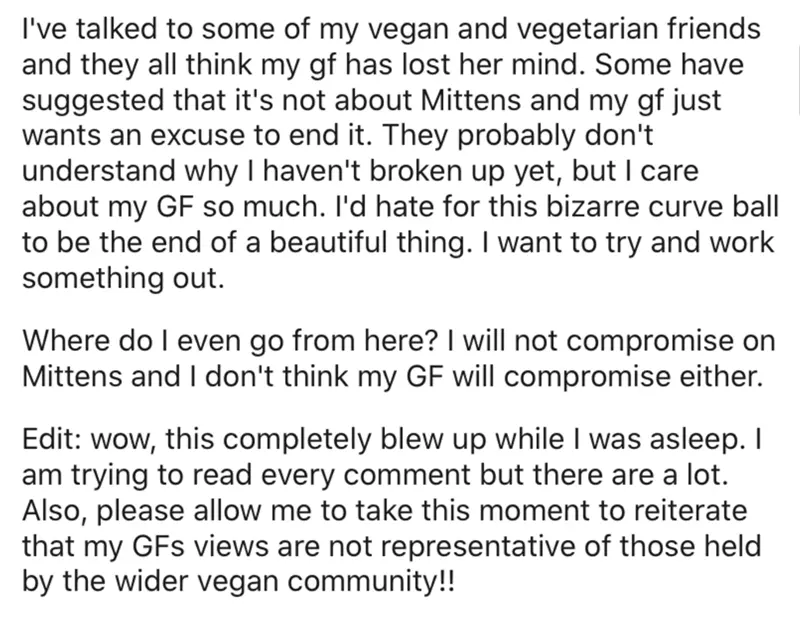 I've talked to some of my vegan and vegetarian friends
and they all think my gf has lost her mind. Some have
suggested that it's not about Mittens and my gf just
wants an excuse to end it. They probably don't
understand why I haven't broken up yet, but I care
about my GF so much. I'd hate for this bizarre curve ball
to be the end of a beautiful thing. I want to try and work
something out.
Where do I even go from here? I will not compromise on
Mittens and I don't think my GF will compromise either.
Edit: wow, this completely blew up while I was asleep. I
am trying to read every comment but there are a lot.
Also, please allow me to take this moment to reiterate
that my GFs views are not representative of those held
by the wider vegan community!!